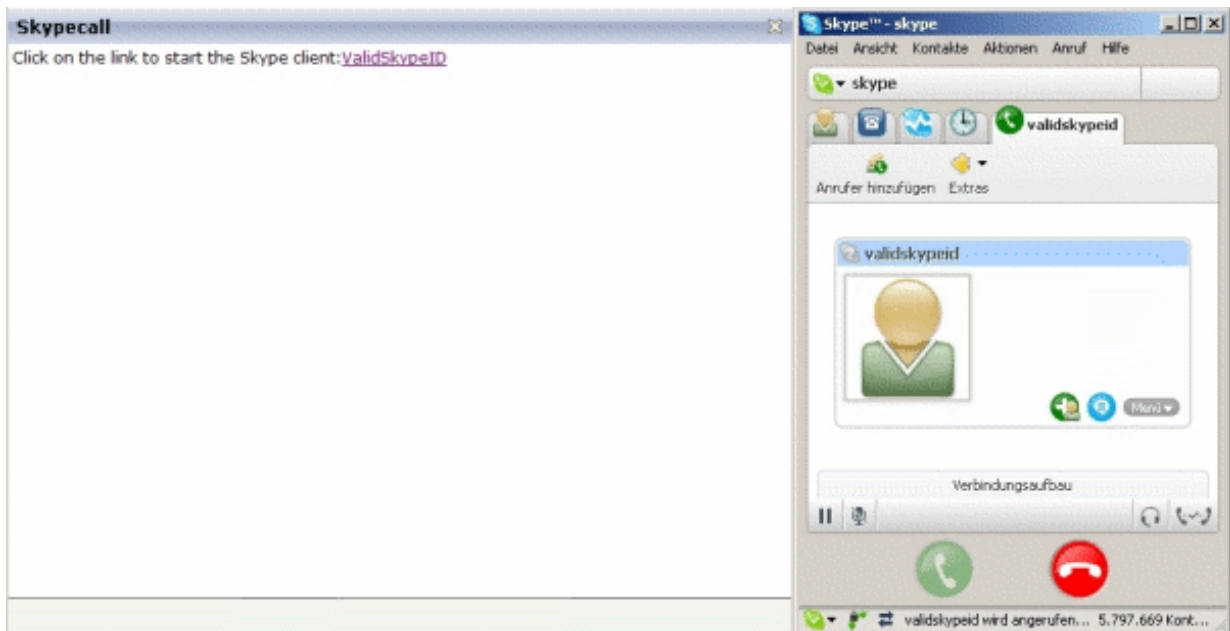 Skypecall
Click on the link to start the Skype client:ValidSkypeID
Skype™ - skype
Datei Ansicht Kontakte Aktionen Anruf Hilfe
skype
validskypeid
Anrufer hinzufügen Extras
validskypeid
Menü
Verbindungsaufbau
validskypeid wird angerufen... 5.797.669 Kont...